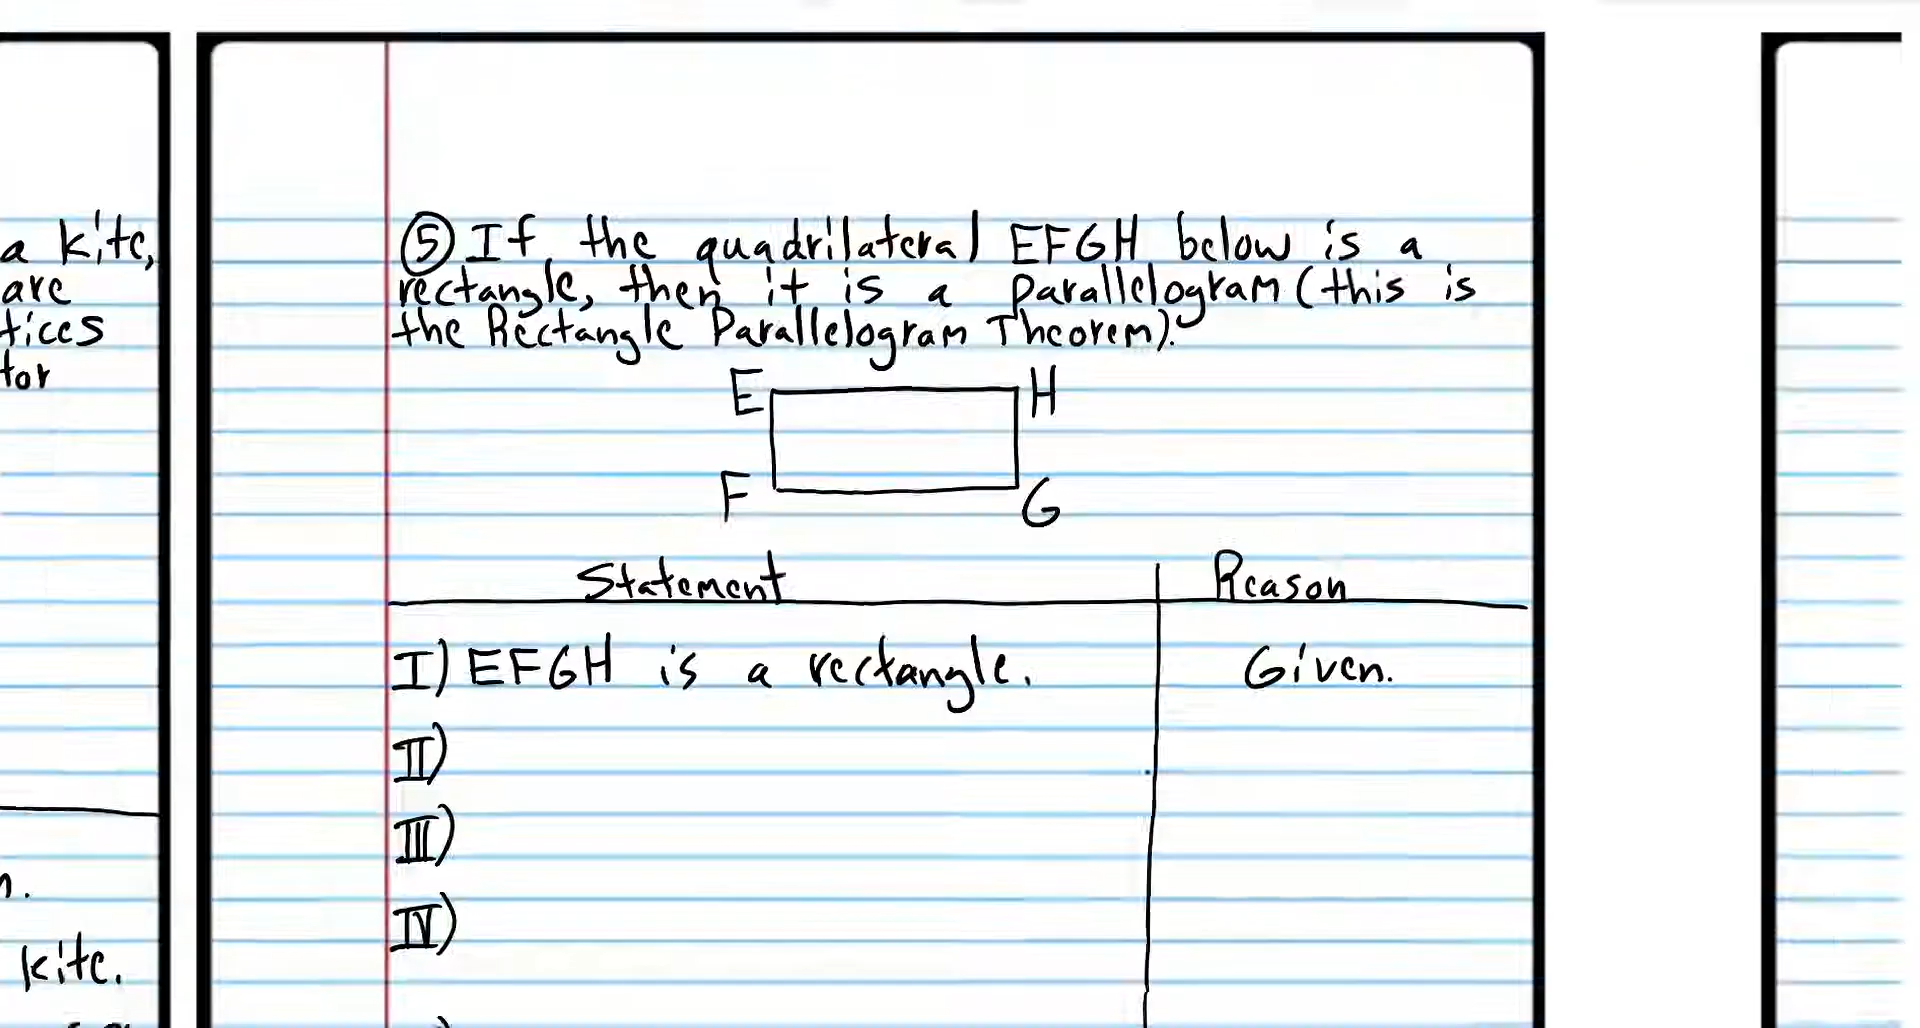 a kite,
are
tices
tor
n.
kite.
⑤ If the quadrilateral EFGH below is a
rectangle, then it is a parallelogram (this is
the Rectangle Parallelogram Theorem).
E H
F G
Statement Reason
I) EFGH is a rectangle. Given.
II)
III)
IV)